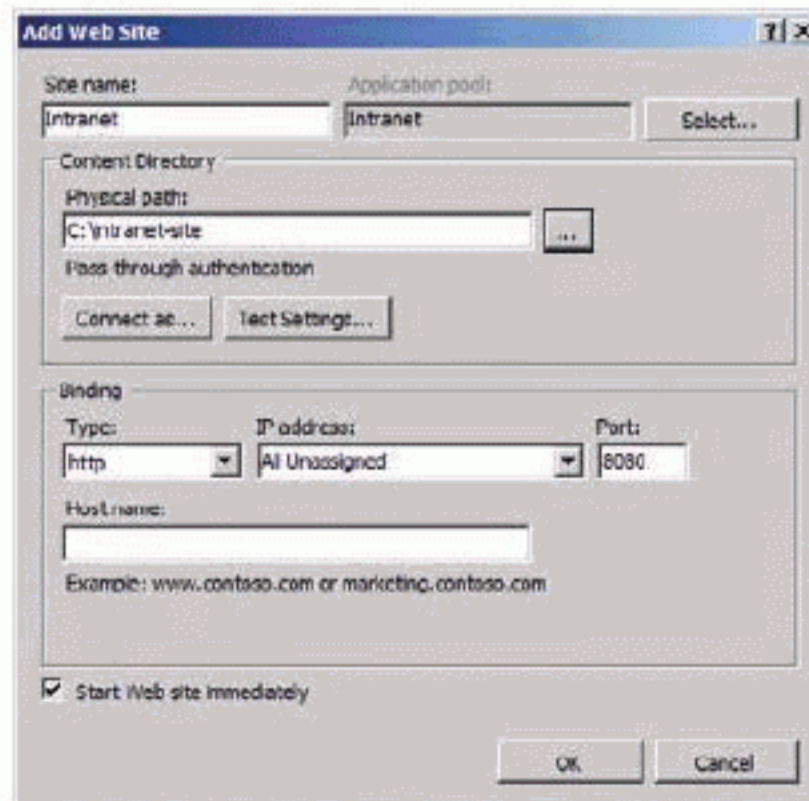 Add Web Site
Site name:
Application pool:
Intranet
Intranet
Select...
Content Directory
Physical path:
C:\intranet-site
...
Pass through authentication
Connect as...
Test Settings...
Binding
Type:
IP address:
Port:
http
All Unassigned
8080
Host name:
Example: www.contoso.com or marketing.contoso.com
Start Web site immediately
OK
Cancel